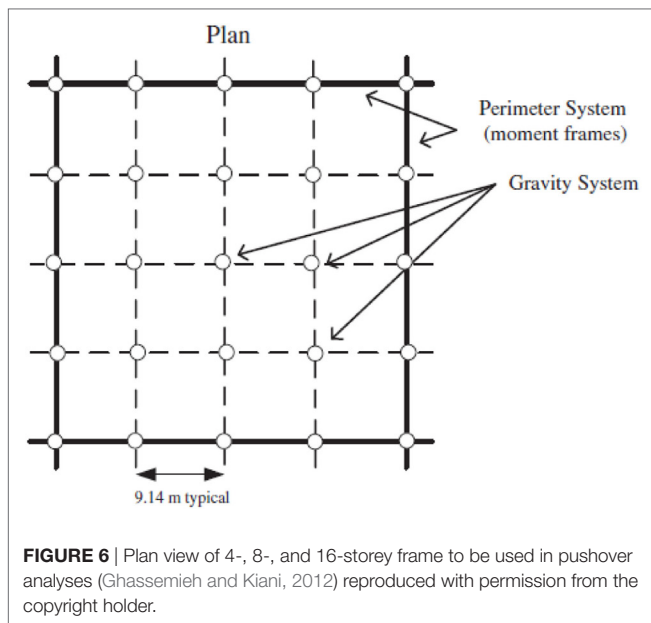 Plan
Perimeter System
(moment frames)
Gravity System
9.14 m typical
FIGURE 6 | Plan view of 4-, 8-, and 16-storey frame to be used in pushover
analyses (Ghassemieh and Kiani, 2012) reproduced with permission from the
copyright holder.